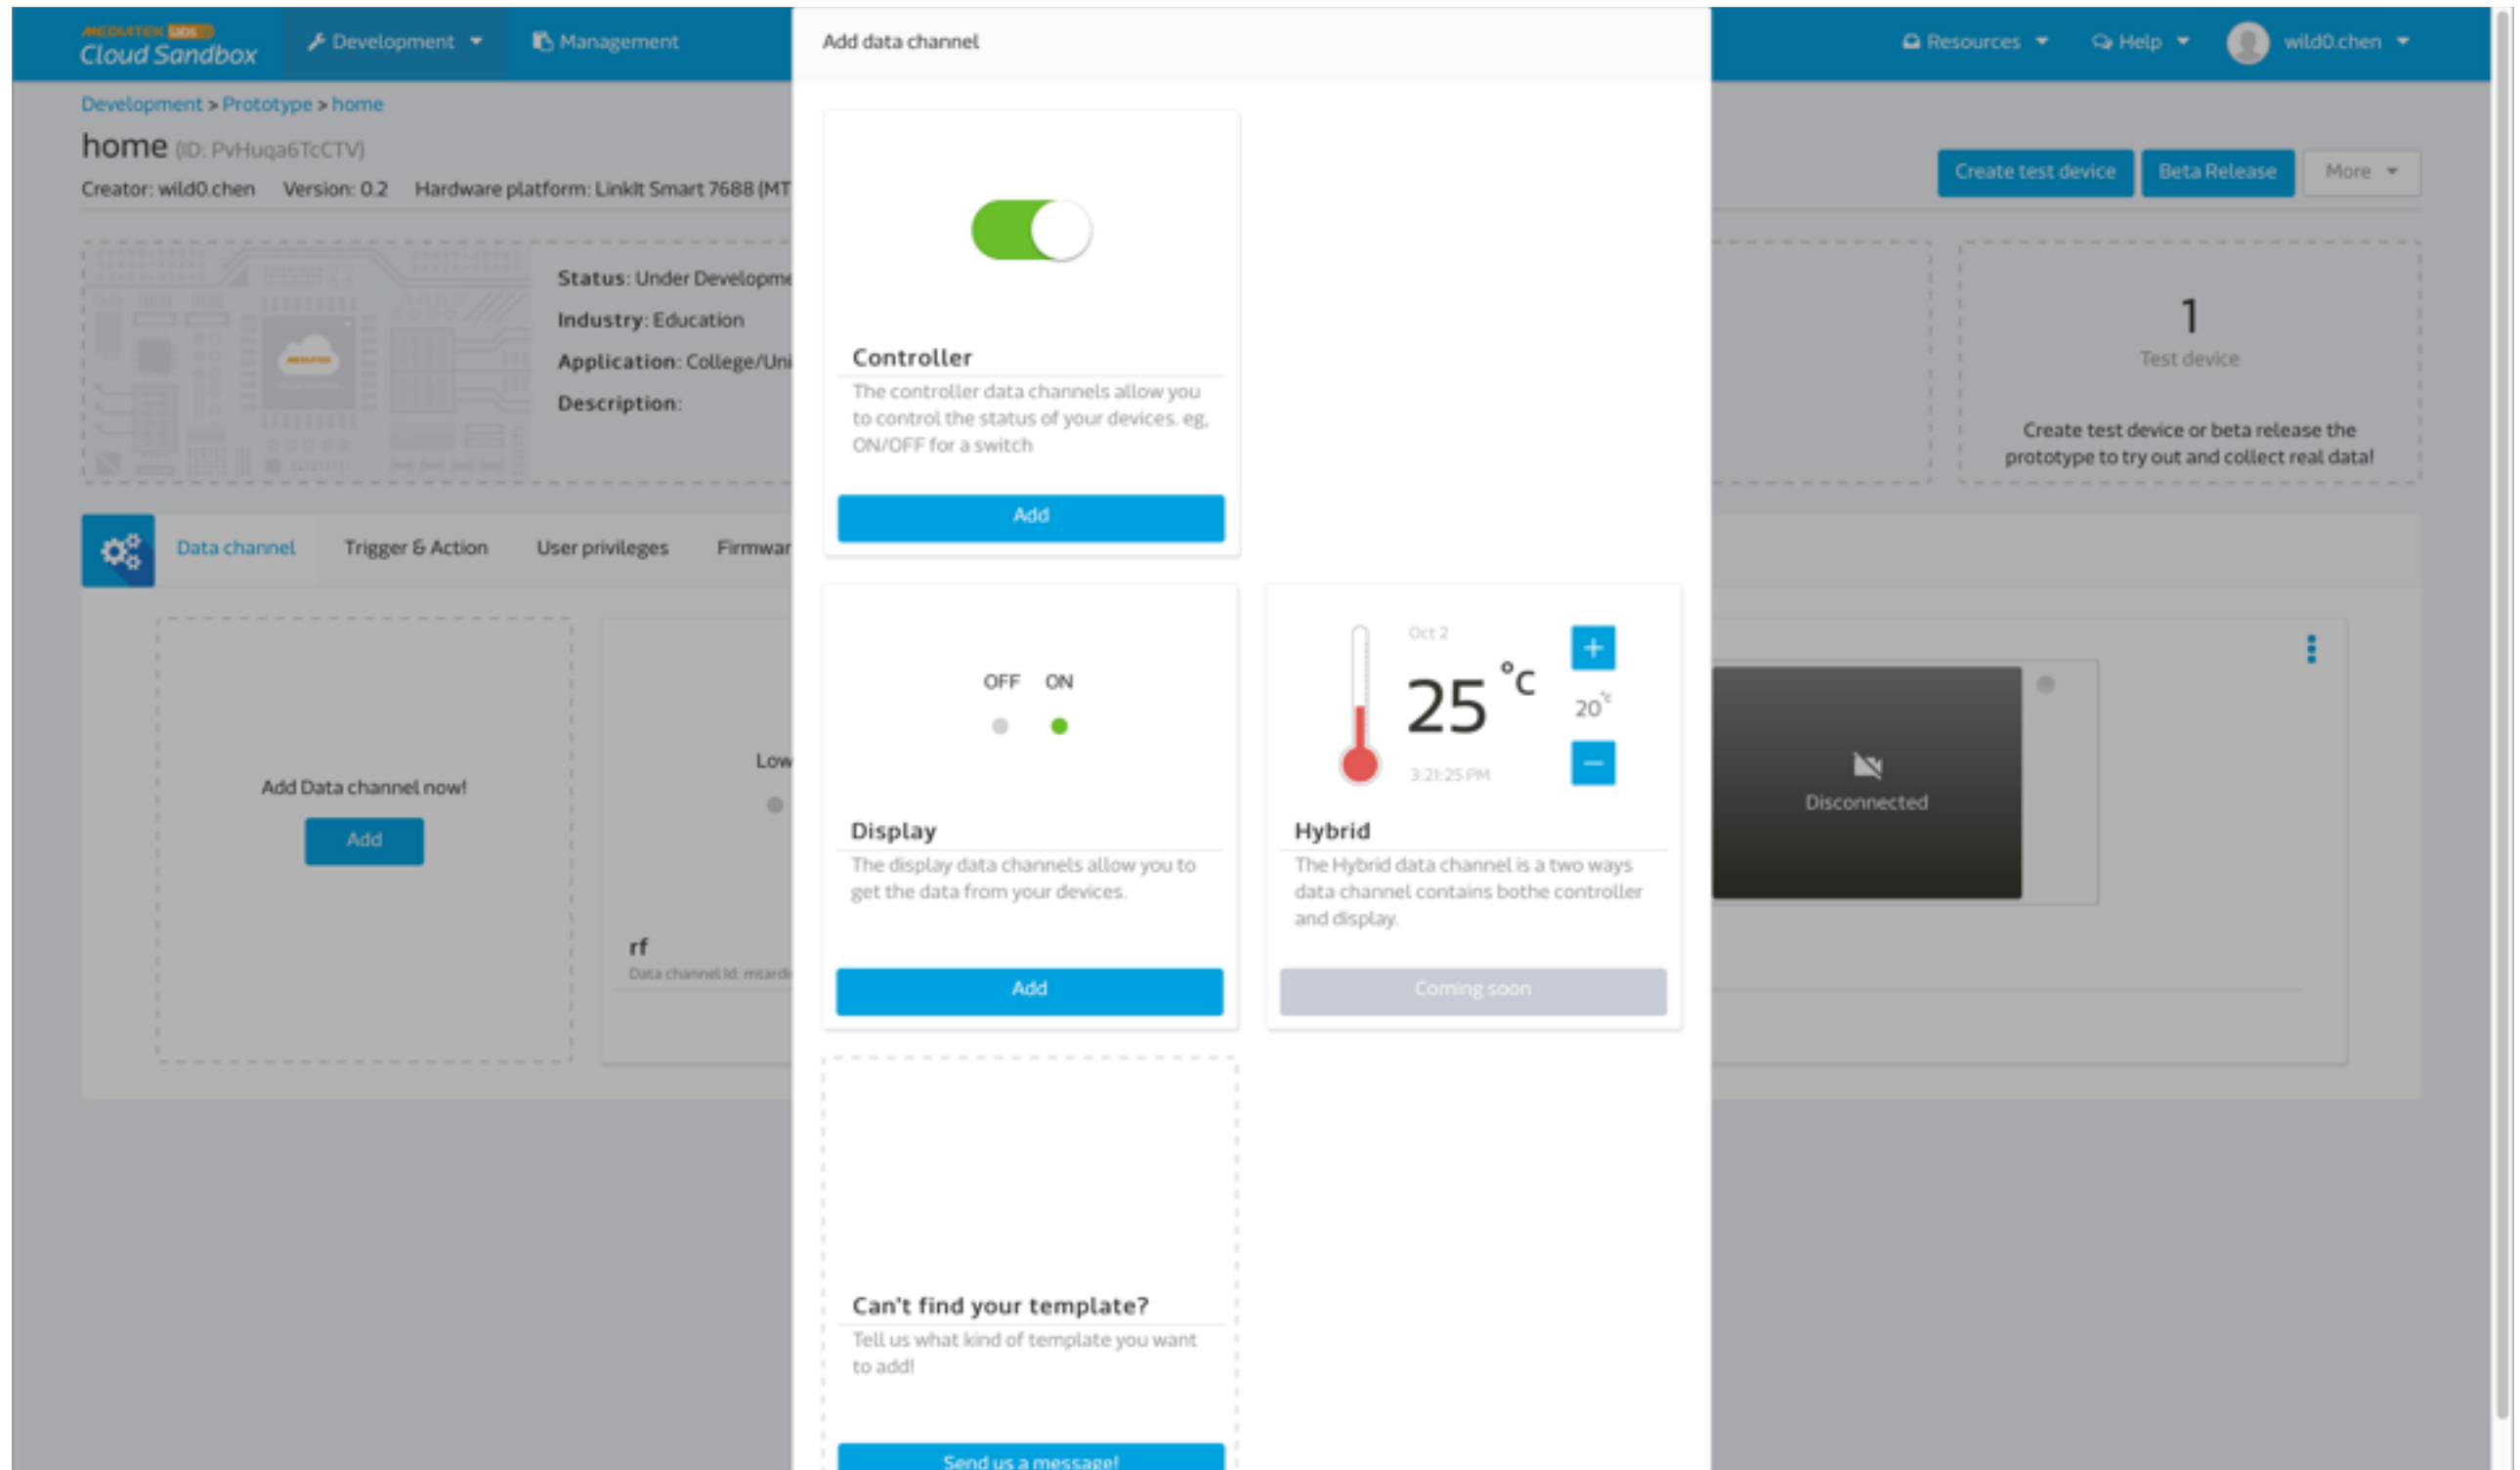 MEDIATEK labs
Cloud Sandbox
Development
Management
Add data channel
Resources
Help
wild0.chen
Development > Prototype > home
home (ID: PvHuqa6TcCTV)
Creator: wild0.chen Version: 0.2 Hardware platform: LinkIt Smart 7688 (MT
Create test device
Beta Release
More
Status: Under Developme
Industry: Education
Application: College/Uni
Description:
MEDIATEK
1
Test device
Create test device or beta release the
prototype to try out and collect real data!
Controller
The controller data channels allow you
to control the status of your devices. eg,
ON/OFF for a switch
Add
Data channel
Trigger & Action
User privileges
Firmwar
Add Data channel now!
Add
Low
rf
Data channel Id: mtardi
OFF ON
Display
The display data channels allow you to
get the data from your devices.
Add
Oct 2
25 °C
3:21:25 PM
+
20°c
−
Hybrid
The Hybrid data channel is a two ways
data channel contains bothe controller
and display.
Coming soon
Disconnected
Can't find your template?
Tell us what kind of template you want
to add!
Send us a message!